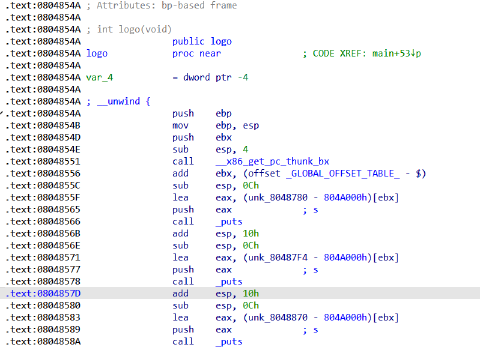 .text:0804854A ; Attributes: bp-based frame
.text:0804854A
.text:0804854A ; int logo(void)
.text:0804854A public logo
.text:0804854A logo proc near ; CODE XREF: main+53↓p
.text:0804854A
.text:0804854A var_4 = dword ptr -4
.text:0804854A
.text:0804854A ; __unwind {
.text:0804854A push ebp
.text:0804854B mov ebp, esp
.text:0804854D push ebx
.text:0804854E sub esp, 4
.text:08048551 call __x86_get_pc_thunk_bx
.text:08048556 add ebx, (offset _GLOBAL_OFFSET_TABLE_ - $)
.text:0804855C sub esp, 0Ch
.text:0804855F lea eax, (unk_8048780 - 804A000h)[ebx]
.text:08048565 push eax ; s
.text:08048566 call _puts
.text:0804856B add esp, 10h
.text:0804856E sub esp, 0Ch
.text:08048571 lea eax, (unk_80487F4 - 804A000h)[ebx]
.text:08048577 push eax ; s
.text:08048578 call _puts
.text:0804857D add esp, 10h
.text:08048580 sub esp, 0Ch
.text:08048583 lea eax, (unk_8048870 - 804A000h)[ebx]
.text:08048589 push eax ; s
.text:0804858A call _puts